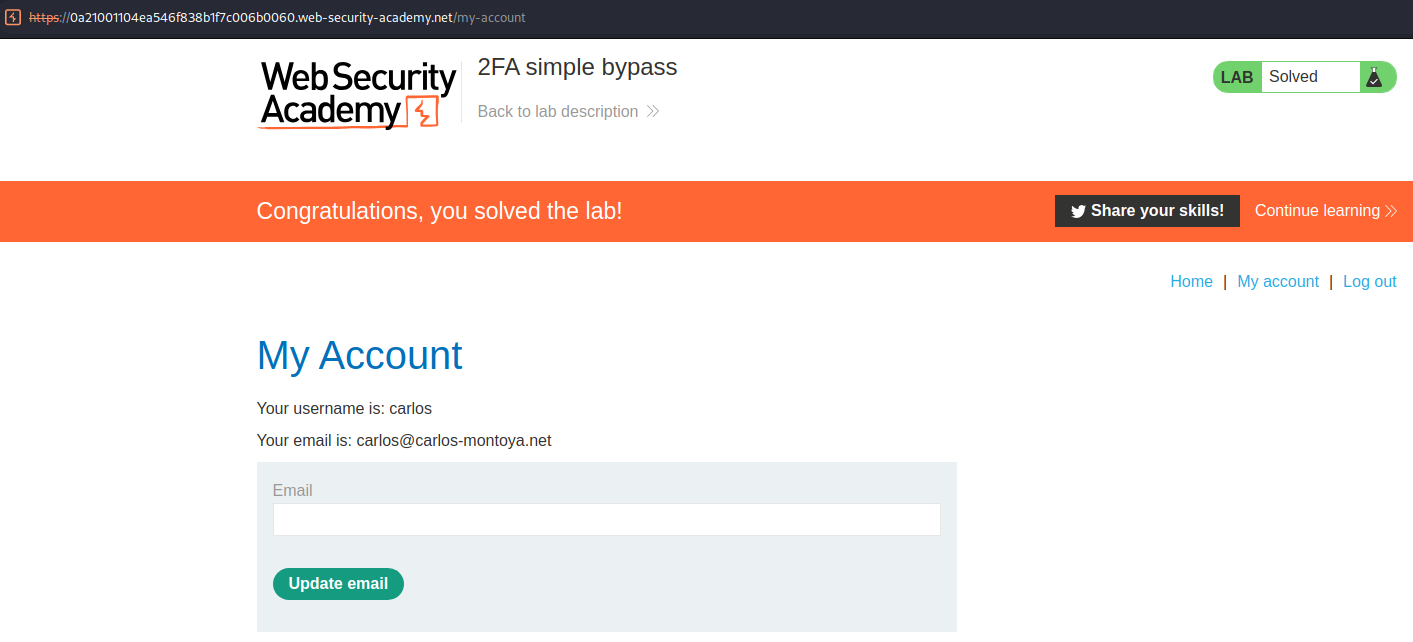 https://0a21001104ea546f838b1f7c006b0060.web-security-academy.net/my-account
Web Security
Academy
2FA simple bypass
Back to lab description
LAB Solved
Congratulations, you solved the lab!
Share your skills!
Continue learning
Home | My account | Log out
My Account
Your username is: carlos
Your email is: carlos@carlos-montoya.net
Email
Update email